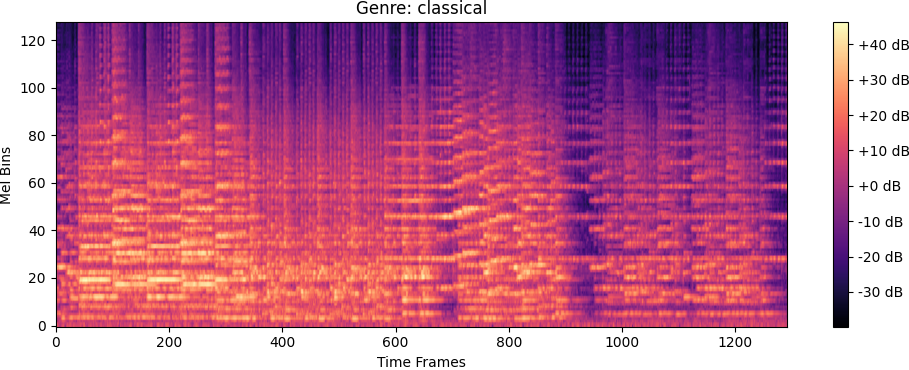 Genre: classical
Mel Bins
120
100
80
60
40
20
0
0 200 400 600 800 1000 1200
Time Frames
+40 dB
+30 dB
+20 dB
+10 dB
+0 dB
-10 dB
-20 dB
-30 dB